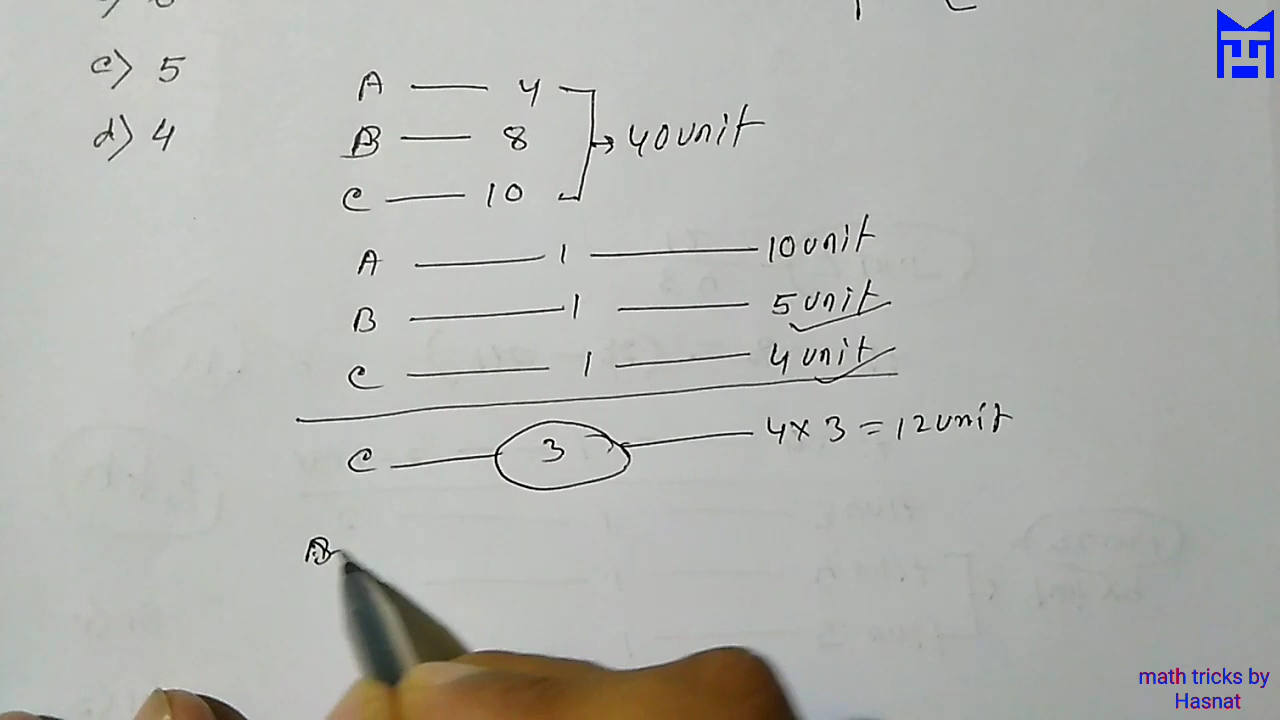 c) 5
d) 4
A — 4
B — 8
C — 10
→ 40 unit
A — 1 — 10 unit
B — 1 — 5 unit
C — 1 — 4 unit
C — 3 — 4 × 3 = 12 unit
B
math tricks by
Hasnat